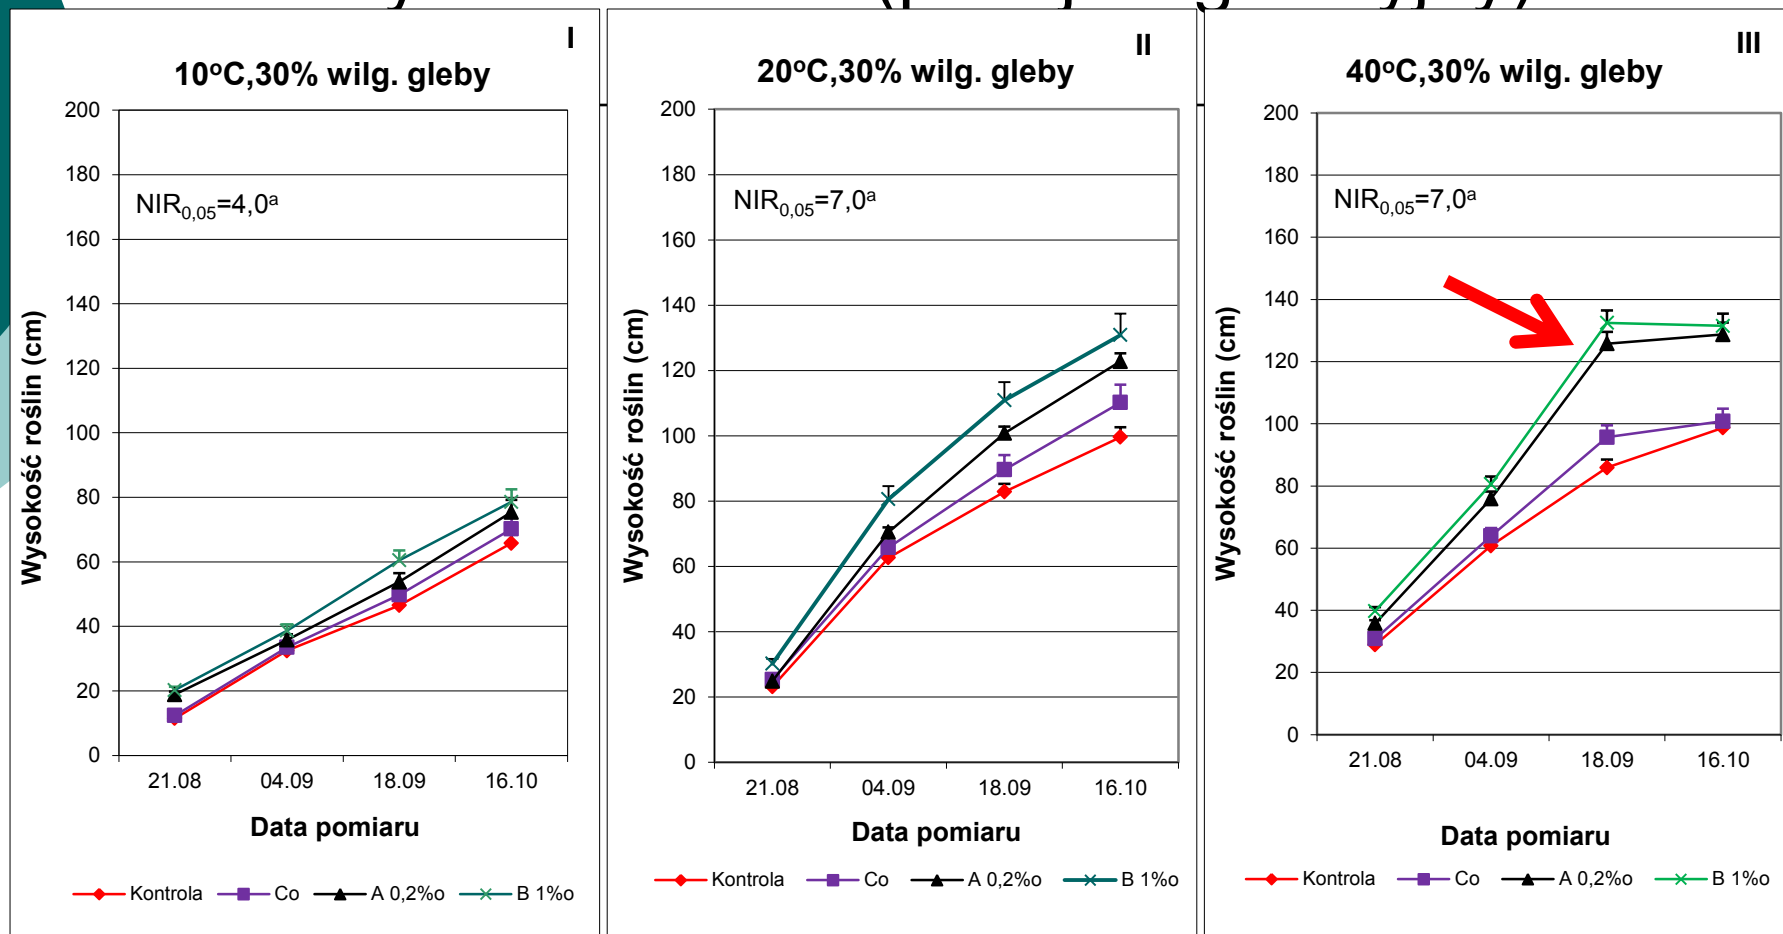 I
10°C,30% wilg. gleby
200
180
160
140
120
100
80
60
40
20
0
NIR0,05=4,0a
Wysokość roślin (cm)
21.08 04.09 18.09 16.10
Data pomiaru
Kontrola Co A 0,2%o B 1%o
II
20°C,30% wilg. gleby
200
180
160
140
120
100
80
60
40
20
0
NIR0,05=7,0a
Wysokość roślin (cm)
21.08 04.09 18.09 16.10
Data pomiaru
Kontrola Co A 0,2%o B 1%o
III
40°C,30% wilg. gleby
200
180
160
140
120
100
80
60
40
20
0
NIR0,05=7,0a
Wysokość roślin (cm)
21.08 04.09 18.09 16.10
Data pomiaru
Kontrola Co A 0,2%o B 1%o